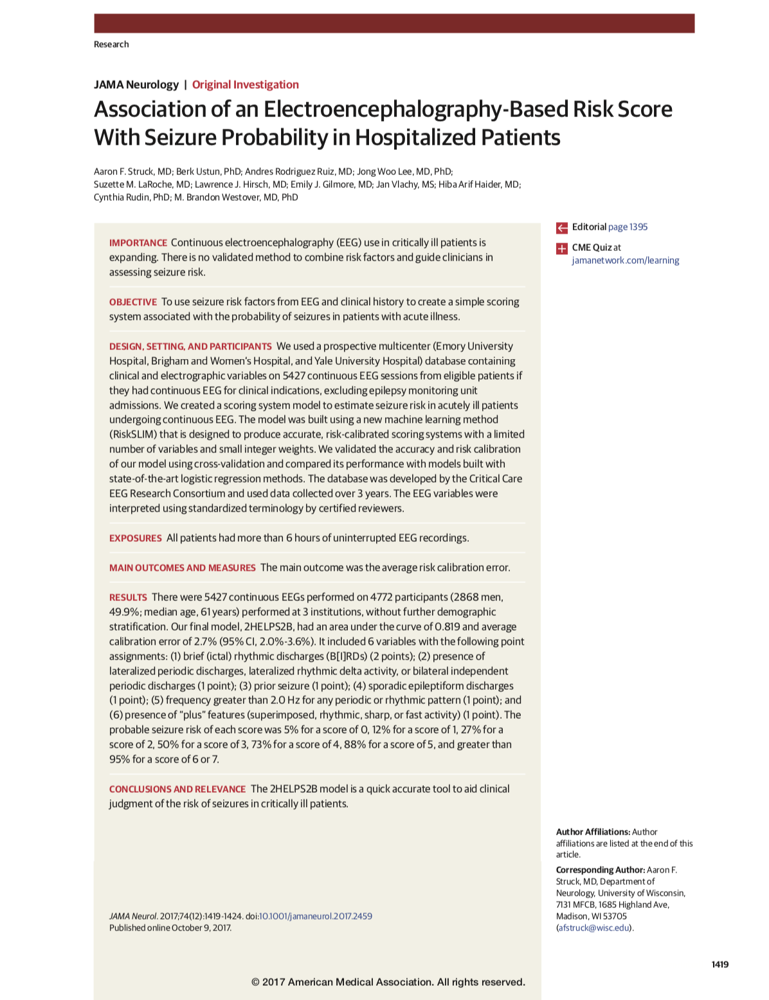 Research
JAMA Neurology | Original Investigation
Association of an Electroencephalography-Based Risk Score
With Seizure Probability in Hospitalized Patients
Aaron F. Struck, MD; Berk Ustun, PhD; Andres Rodriguez Ruiz, MD; Jong Woo Lee, MD, PhD;
Suzette M. LaRoche, MD; Lawrence J. Hirsch, MD; Emily J. Gilmore, MD; Jan Vlachy, MS; Hiba Arif Haider, MD;
Cynthia Rudin, PhD; M. Brandon Westover, MD, PhD
IMPORTANCE Continuous electroencephalography (EEG) use in critically ill patients is
expanding. There is no validated method to combine risk factors and guide clinicians in
assessing seizure risk.
OBJECTIVE To use seizure risk factors from EEG and clinical history to create a simple scoring
system associated with the probability of seizures in patients with acute illness.
DESIGN, SETTING, AND PARTICIPANTS We used a prospective multicenter (Emory University
Hospital, Brigham and Women's Hospital, and Yale University Hospital) database containing
clinical and electrographic variables on 5427 continuous EEG sessions from eligible patients if
they had continuous EEG for clinical indications, excluding epilepsy monitoring unit
admissions. We created a scoring system model to estimate seizure risk in acutely ill patients
undergoing continuous EEG. The model was built using a new machine learning method
(RiskSLIM) that is designed to produce accurate, risk-calibrated scoring systems with a limited
number of variables and small integer weights. We validated the accuracy and risk calibration
of our model using cross-validation and compared its performance with models built with
state-of-the-art logistic regression methods. The database was developed by the Critical Care
EEG Research Consortium and used data collected over 3 years. The EEG variables were
interpreted using standardized terminology by certified reviewers.
EXPOSURES All patients had more than 6 hours of uninterrupted EEG recordings.
MAIN OUTCOMES AND MEASURES The main outcome was the average risk calibration error.
RESULTS There were 5427 continuous EEGs performed on 4772 participants (2868 men,
49.9%; median age, 61 years) performed at 3 institutions, without further demographic
stratification. Our final model, 2HELPS2B, had an area under the curve of 0.819 and average
calibration error of 2.7% (95% CI, 2.0%-3.6%). It included 6 variables with the following point
assignments: (1) brief (ictal) rhythmic discharges (B[I]RDs) (2 points); (2) presence of
lateralized periodic discharges, lateralized rhythmic delta activity, or bilateral independent
periodic discharges (1 point); (3) prior seizure (1 point); (4) sporadic epileptiform discharges
(1 point); (5) frequency greater than 2.0 Hz for any periodic or rhythmic pattern (1 point); and
(6) presence of "plus" features (superimposed, rhythmic, sharp, or fast activity) (1 point). The
probable seizure risk of each score was 5% for a score of 0, 12% for a score of 1, 27% for a
score of 2, 50% for a score of 3, 73% for a score of 4, 88% for a score of 5, and greater than
95% for a score of 6 or 7.
CONCLUSIONS AND RELEVANCE The 2HELPS2B model is a quick accurate tool to aid clinical
judgment of the risk of seizures in critically ill patients.
JAMA Neurol. 2017;74(12):1419-1424. doi:10.1001/jamaneurol.2017.2459
Published online October 9, 2017.
Editorial page 1395
CME Quiz at
jamanetwork.com/learning
Author Affiliations: Author
affiliations are listed at the end of this
article.
Corresponding Author: Aaron F.
Struck, MD, Department of
Neurology, University of Wisconsin,
7131 MFCB, 1685 Highland Ave,
Madison, WI 53705
(afstruck@wisc.edu).
1419
© 2017 American Medical Association. All rights reserved.